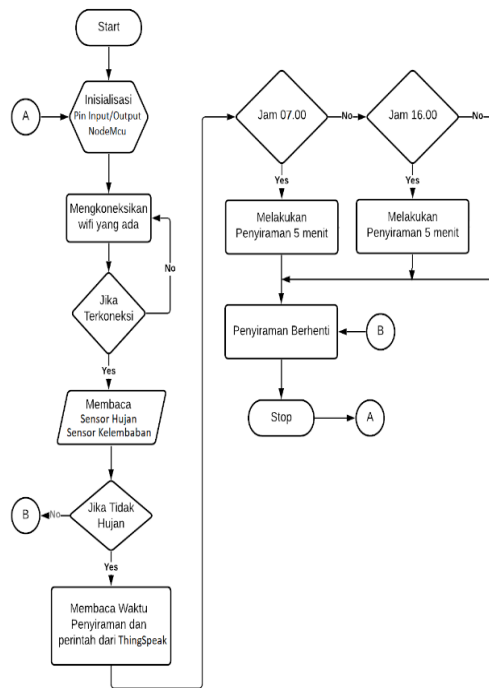 Start
A
Inisialisasi
Pin Input/Output
NodeMcu
Mengkoneksikan
wifi yang ada
No
Jika
Terkoneksi
Yes
Membaca
Sensor Hujan
Sensor Kelembaban
B
No
Jika Tidak
Hujan
Yes
Membaca Waktu
Penyiraman dan
perintah dari ThingSpeak
Jam 07.00
No
Jam 16.00
No
Yes
Yes
Melakukan
Penyiraman 5 menit
Melakukan
Penyiraman 5 menit
Penyiraman Berhenti
B
Stop
A